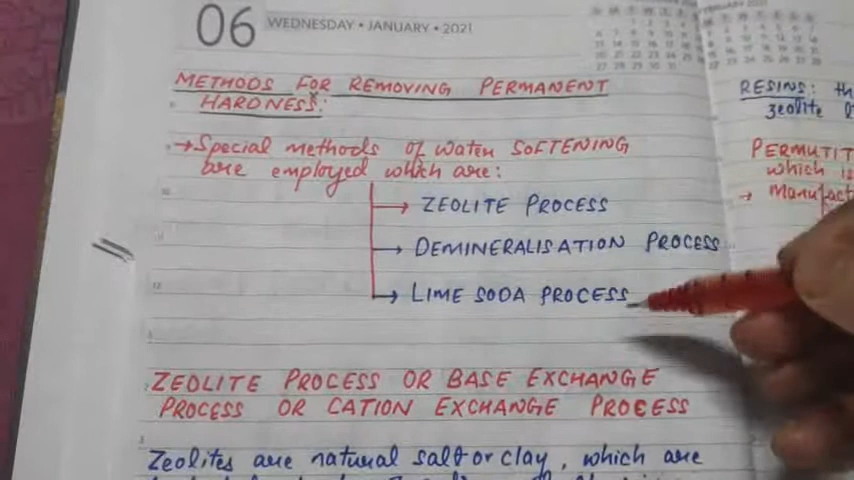 06 WEDNESDAY • JANUARY • 2021
METHODS FOR REMOVING PERMANENT
HARDNESS:
→ Special methods of water SOFTENING
are employed which are:
→ ZEOLITE PROCESS
→ DEMINERALISATION PROCESS
→ LIME SODA PROCESS
ZEOLITE PROCESS OR BASE EXCHANGE
PROCESS OR CATION EXCHANGE PROCESS
Zeolites are natural salt or clay, which are
RESINS: th
zeolite
PERMUTIT
which is
→ Manufact